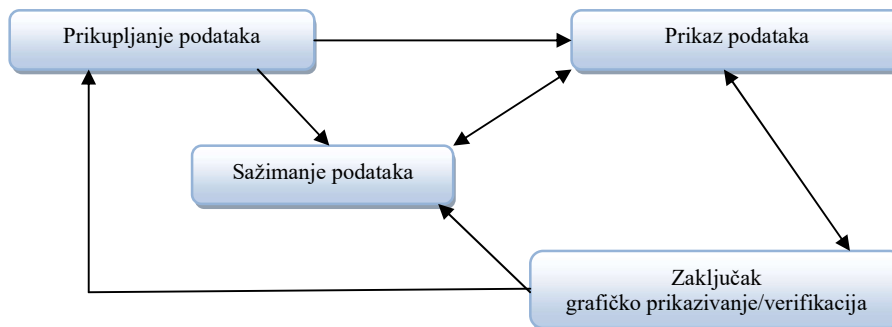 Prikupljanje podataka
Prikaz podataka
Sažimanje podataka
Zaključak
grafičko prikazivanje/verifikacija